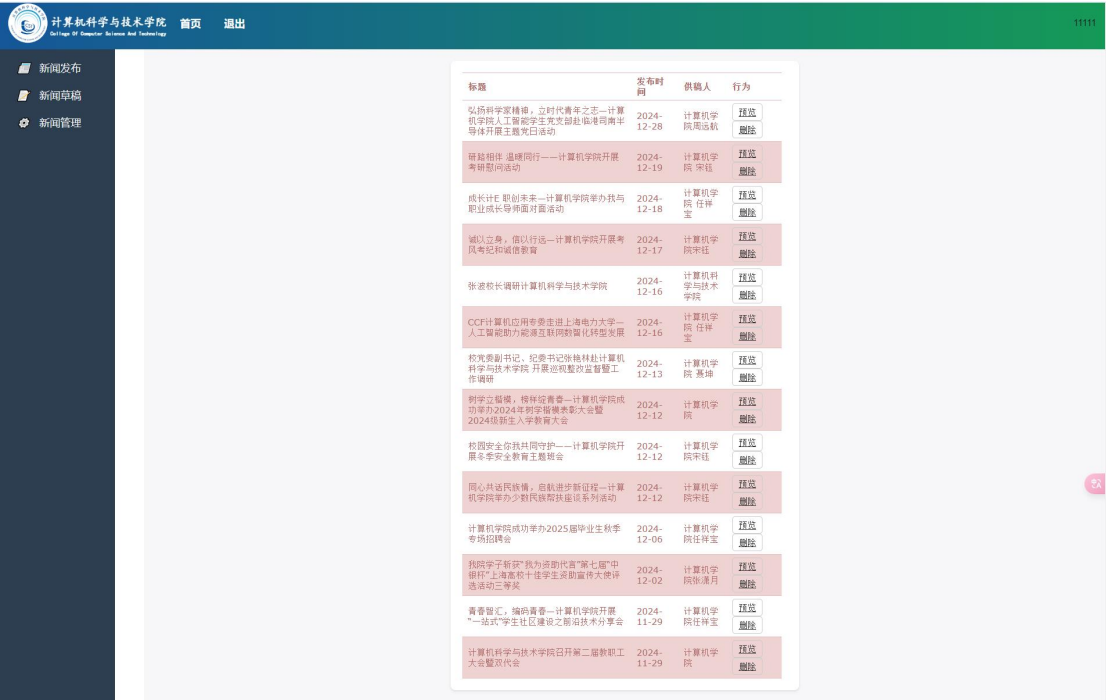 计算机科学与技术学院 首页 退出 11111
College Of Computer Science And Technology
新闻发布
新闻草稿
新闻管理
标题 发布时间 供稿人 行为
弘扬科学家精神，立时代青年之志—计算
机学院人工智能学生党支部赴临港司南半
导体开展主题党日活动
2024-
12-28
计算机学
院周远航
预览
删除
研路相伴 温暖同行——计算机学院开展
考研慰问活动
2024-
12-19
计算机学
院 宋钰
预览
删除
成长计E 职创未来—计算机学院举办我与
职业成长导师面对面活动
2024-
12-18
计算机学
院 任祥
宝
预览
删除
诚以立身，信以行远—计算机学院开展考
风考纪和诚信教育
2024-
12-17
计算机学
院宋钰
预览
删除
张波校长调研计算机科学与技术学院
2024-
12-16
计算机科
学与技术
学院
预览
删除
CCF计算机应用专委走进上海电力大学—
人工智能助力能源互联网数智化转型发展
2024-
12-16
计算机学
院 任祥
宝
预览
删除
校党委副书记、纪委书记张艳林赴计算机
科学与技术学院 开展巡视整改监督暨工
作调研
2024-
12-13
计算机学
院 聂坤
预览
删除
树学立楷模，榜样绽青春—计算机学院成
功举办2024年树学楷模表彰大会暨
2024级新生入学教育大会
2024-
12-12
计算机学
院
预览
删除
校园安全你我共同守护——计算机学院开
展冬季安全教育主题班会
2024-
12-12
计算机学
院宋钰
预览
删除
同心共话民族情，启航进步新征程—计算
机学院举办少数民族帮扶座谈系列活动
2024-
12-12
计算机学
院宋钰
预览
删除
计算机学院成功举办2025届毕业生秋季
专场招聘会
2024-
12-06
计算机学
院任祥宝
预览
删除
我院学子斩获“我为资助代言”第七届“中
银杯”上海高校十佳学生资助宣传大使评
选活动三等奖
2024-
12-02
计算机学
院张潇月
预览
删除
青春智汇，编码青春—计算机学院开展
“一站式”学生社区建设之前沿技术分享会
2024-
11-29
计算机学
院任祥宝
预览
删除
计算机科学与技术学院召开第二届教职工
大会暨双代会
2024-
11-29
计算机学
院
预览
删除